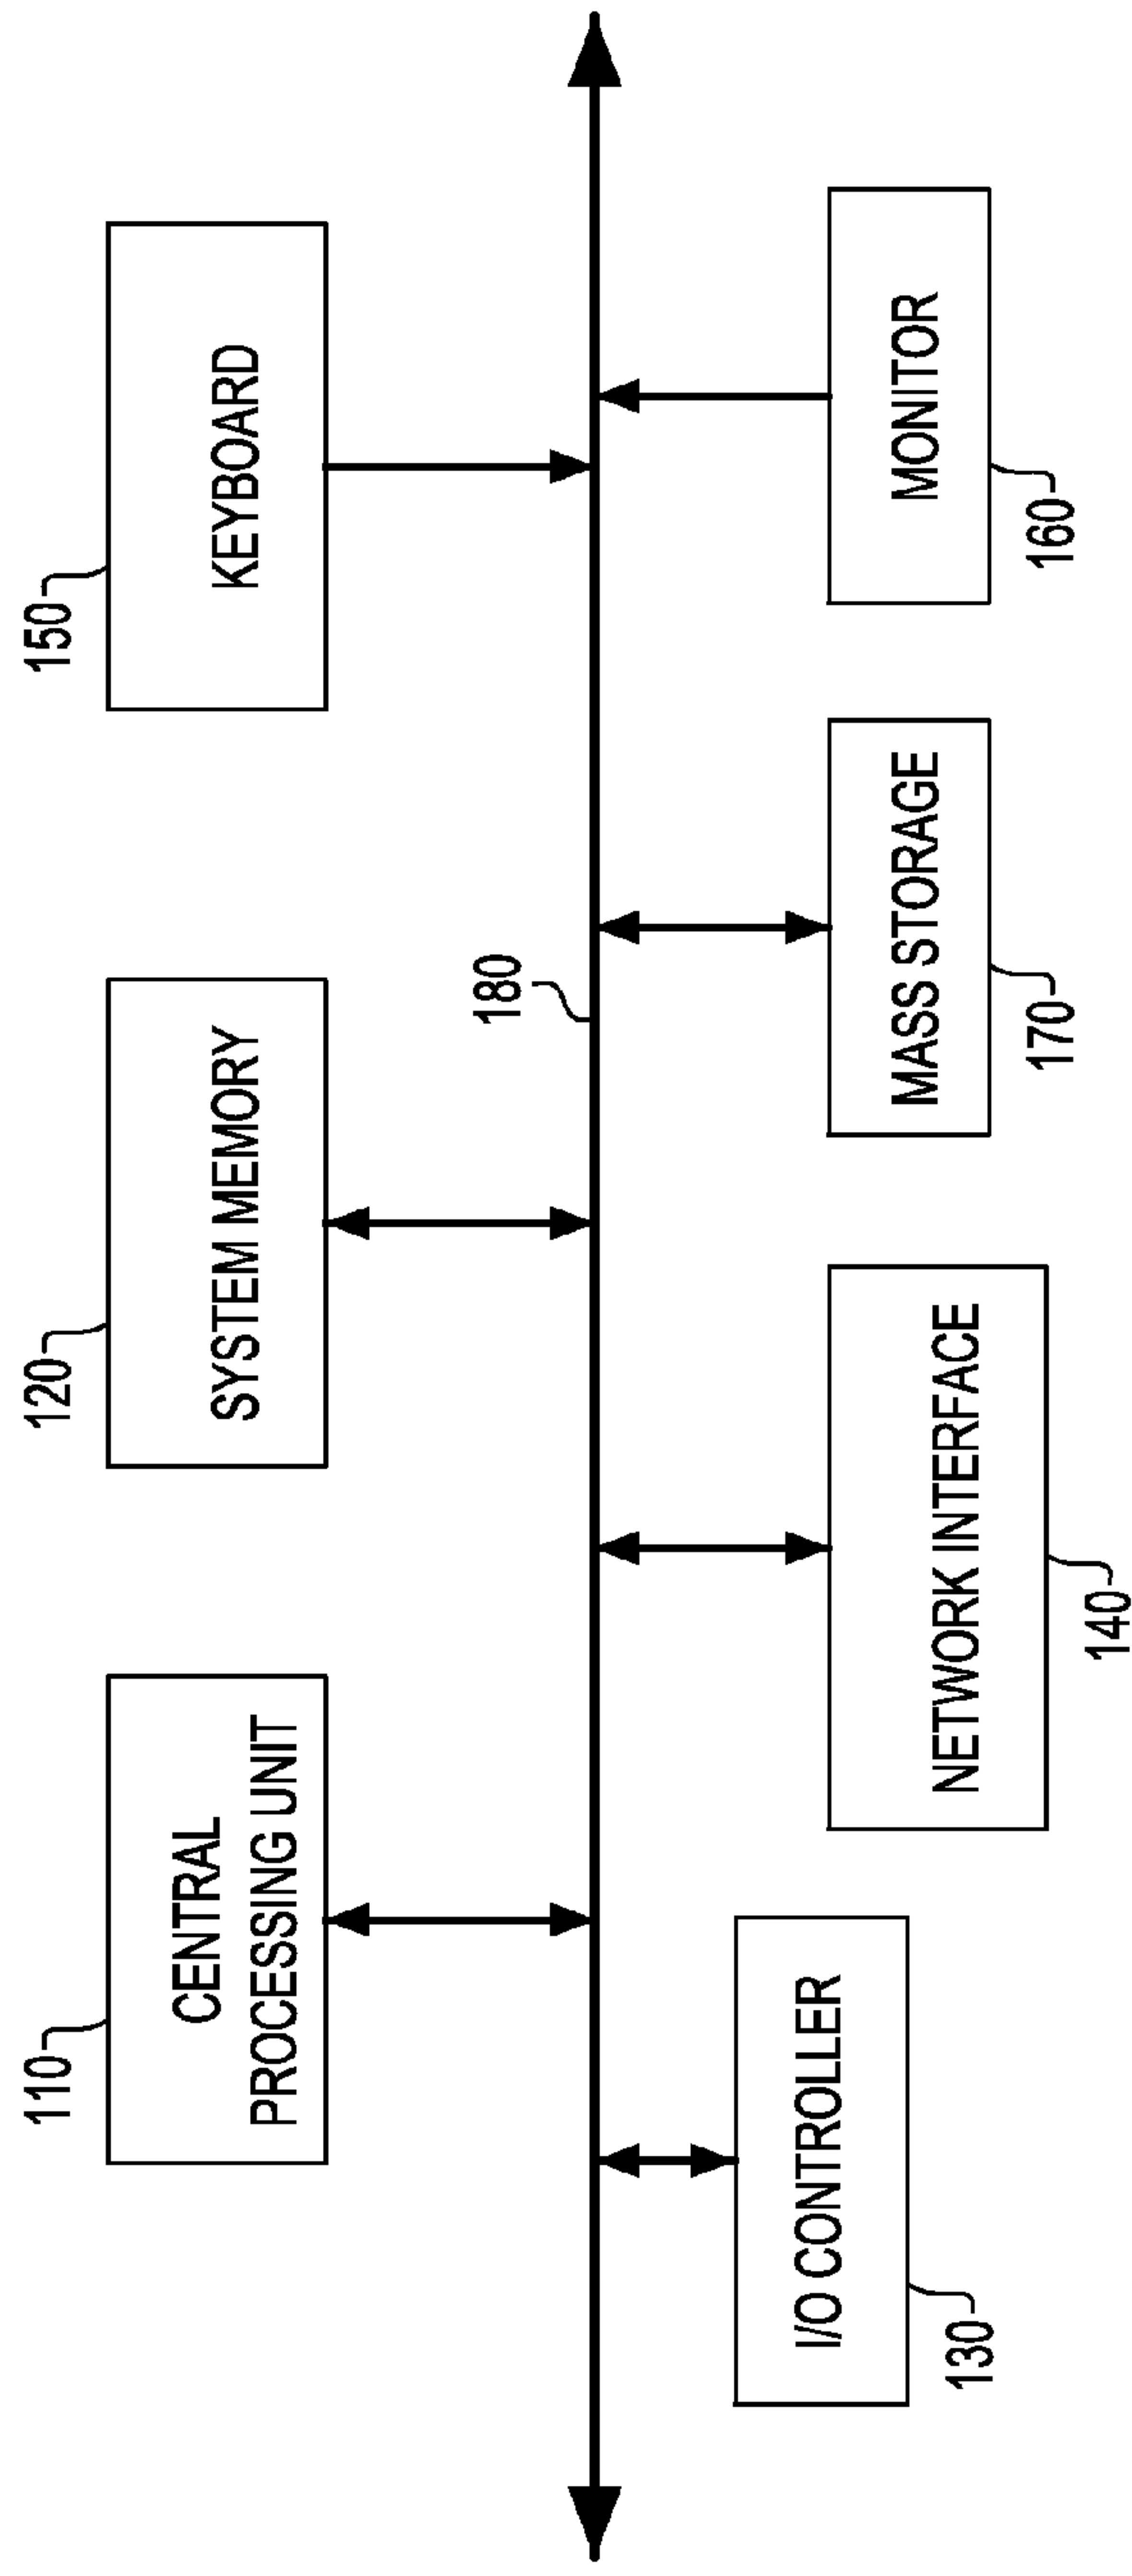 110
CENTRAL
PROCESSING UNIT
120
SYSTEM MEMORY
150
KEYBOARD
180
I/O CONTROLLER
130
NETWORK INTERFACE
140
MASS STORAGE
170
MONITOR
160